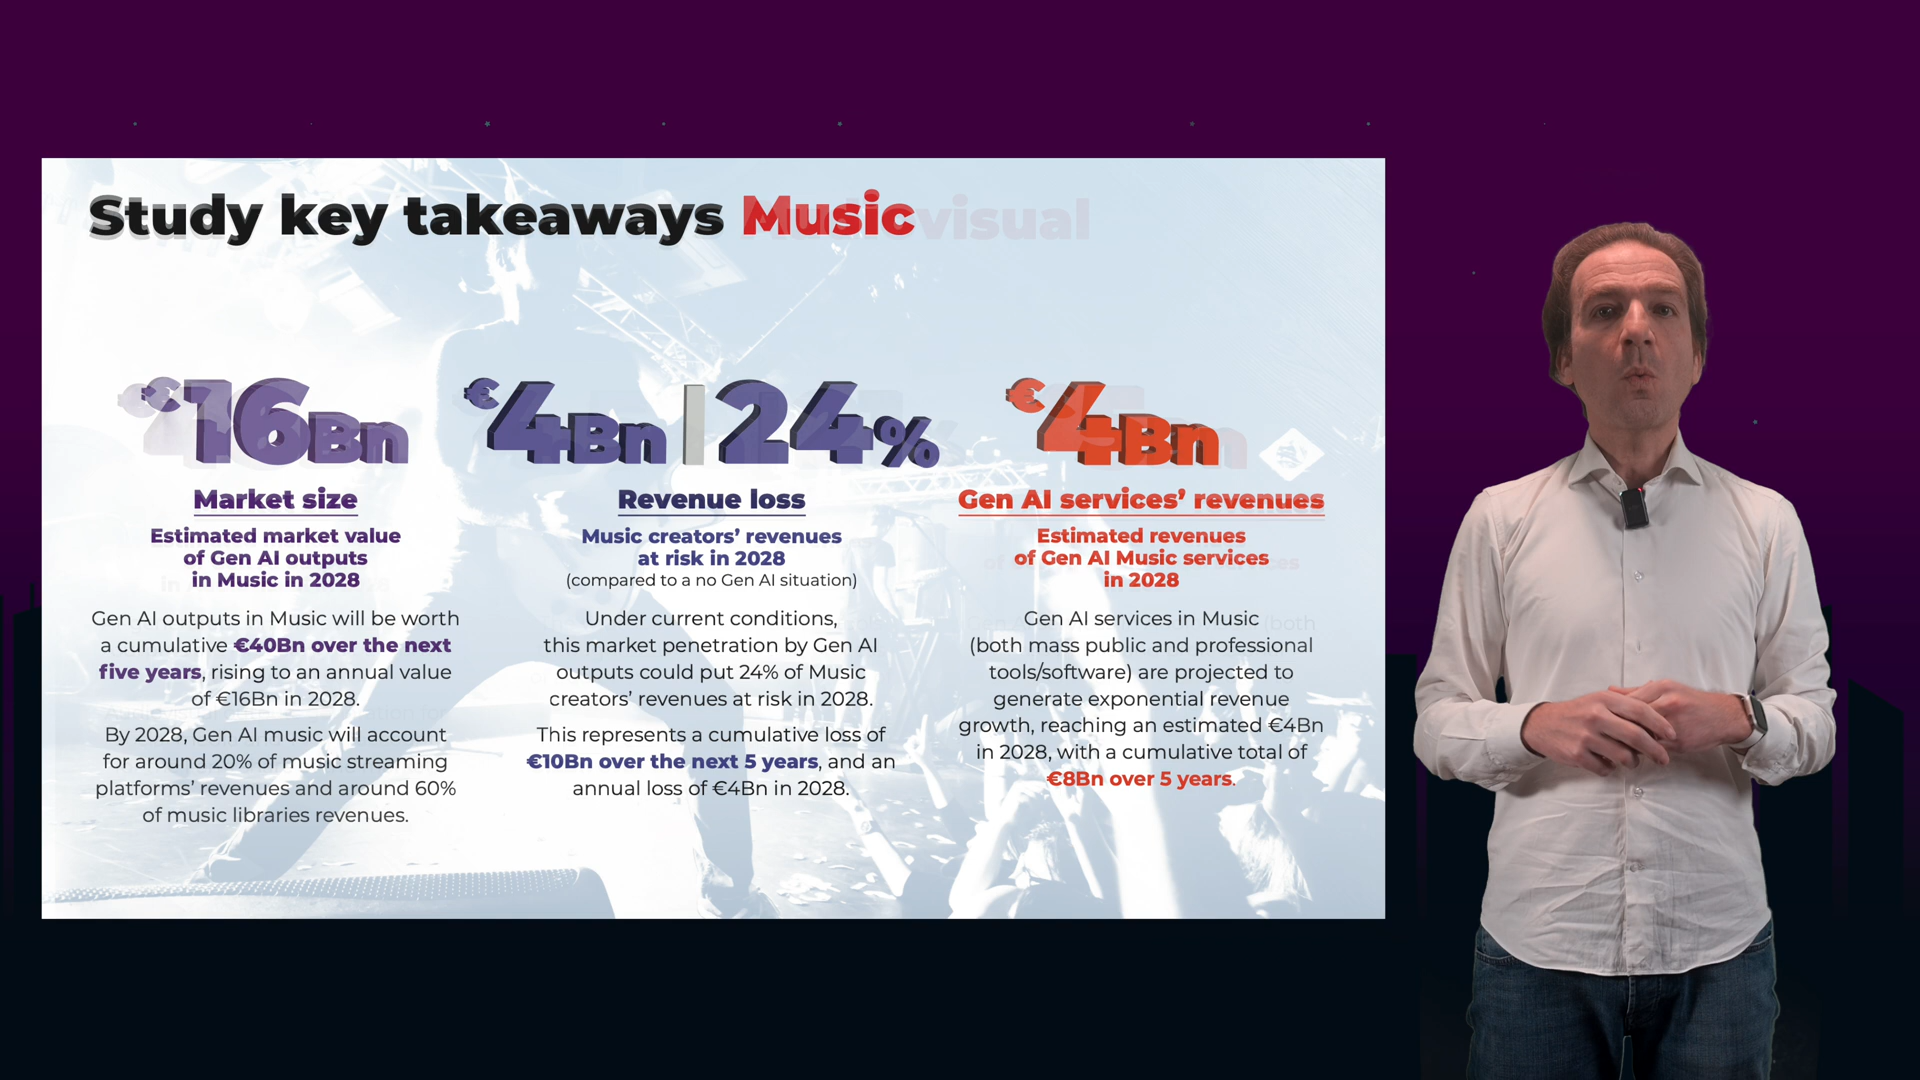 Study key takeaways Music
visual
€16Bn
Market size
Estimated market value
of Gen AI outputs
in Music in 2028
Gen AI outputs in Music will be worth
a cumulative €40Bn over the next
five years, rising to an annual value
of €16Bn in 2028.
By 2028, Gen AI music will account
for around 20% of music streaming
platforms’ revenues and around 60%
of music libraries revenues.
€4Bn | 24%
Revenue loss
Music creators’ revenues
at risk in 2028
(compared to a no Gen AI situation)
Under current conditions,
this market penetration by Gen AI
outputs could put 24% of Music
creators’ revenues at risk in 2028.
This represents a cumulative loss of
€10Bn over the next 5 years, and an
annual loss of €4Bn in 2028.
€4Bn
Gen AI services’ revenues
Estimated revenues
of Gen AI Music services
in 2028
Gen AI services in Music
(both mass public and professional
tools/software) are projected to
generate exponential revenue
growth, reaching an estimated €4Bn
in 2028, with a cumulative total of
€8Bn over 5 years.